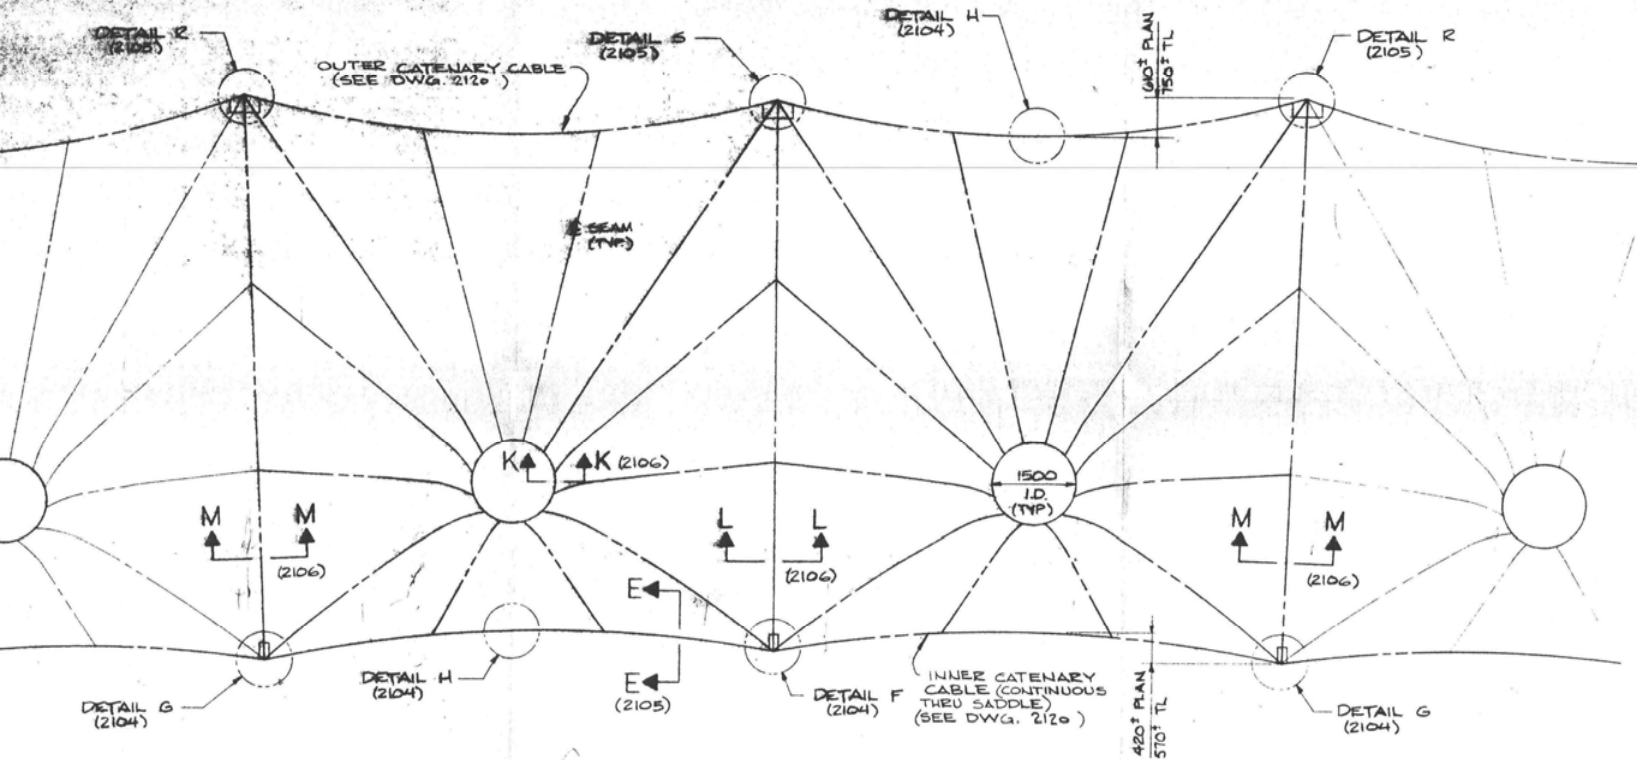 DETAIL R
(2105)
OUTER CATENARY CABLE
(SEE DWG. 2120 )
DETAIL S
(2105)
DETAIL H
(2104)
610± PLAN
750± TL
DETAIL R
(2105)
℄ SEAM
(TYP.)
K K (2106)
1500
I.D.
(TYP)
M M
(2106)
L L
(2106)
M M
(2106)
E
E
(2105)
DETAIL G
(2104)
DETAIL H
(2104)
DETAIL F
(2104)
INNER CATENARY
CABLE (CONTINUOUS
THRU SADDLE)
(SEE DWG. 2120 )
420± PLAN
570± TL
DETAIL G
(2104)